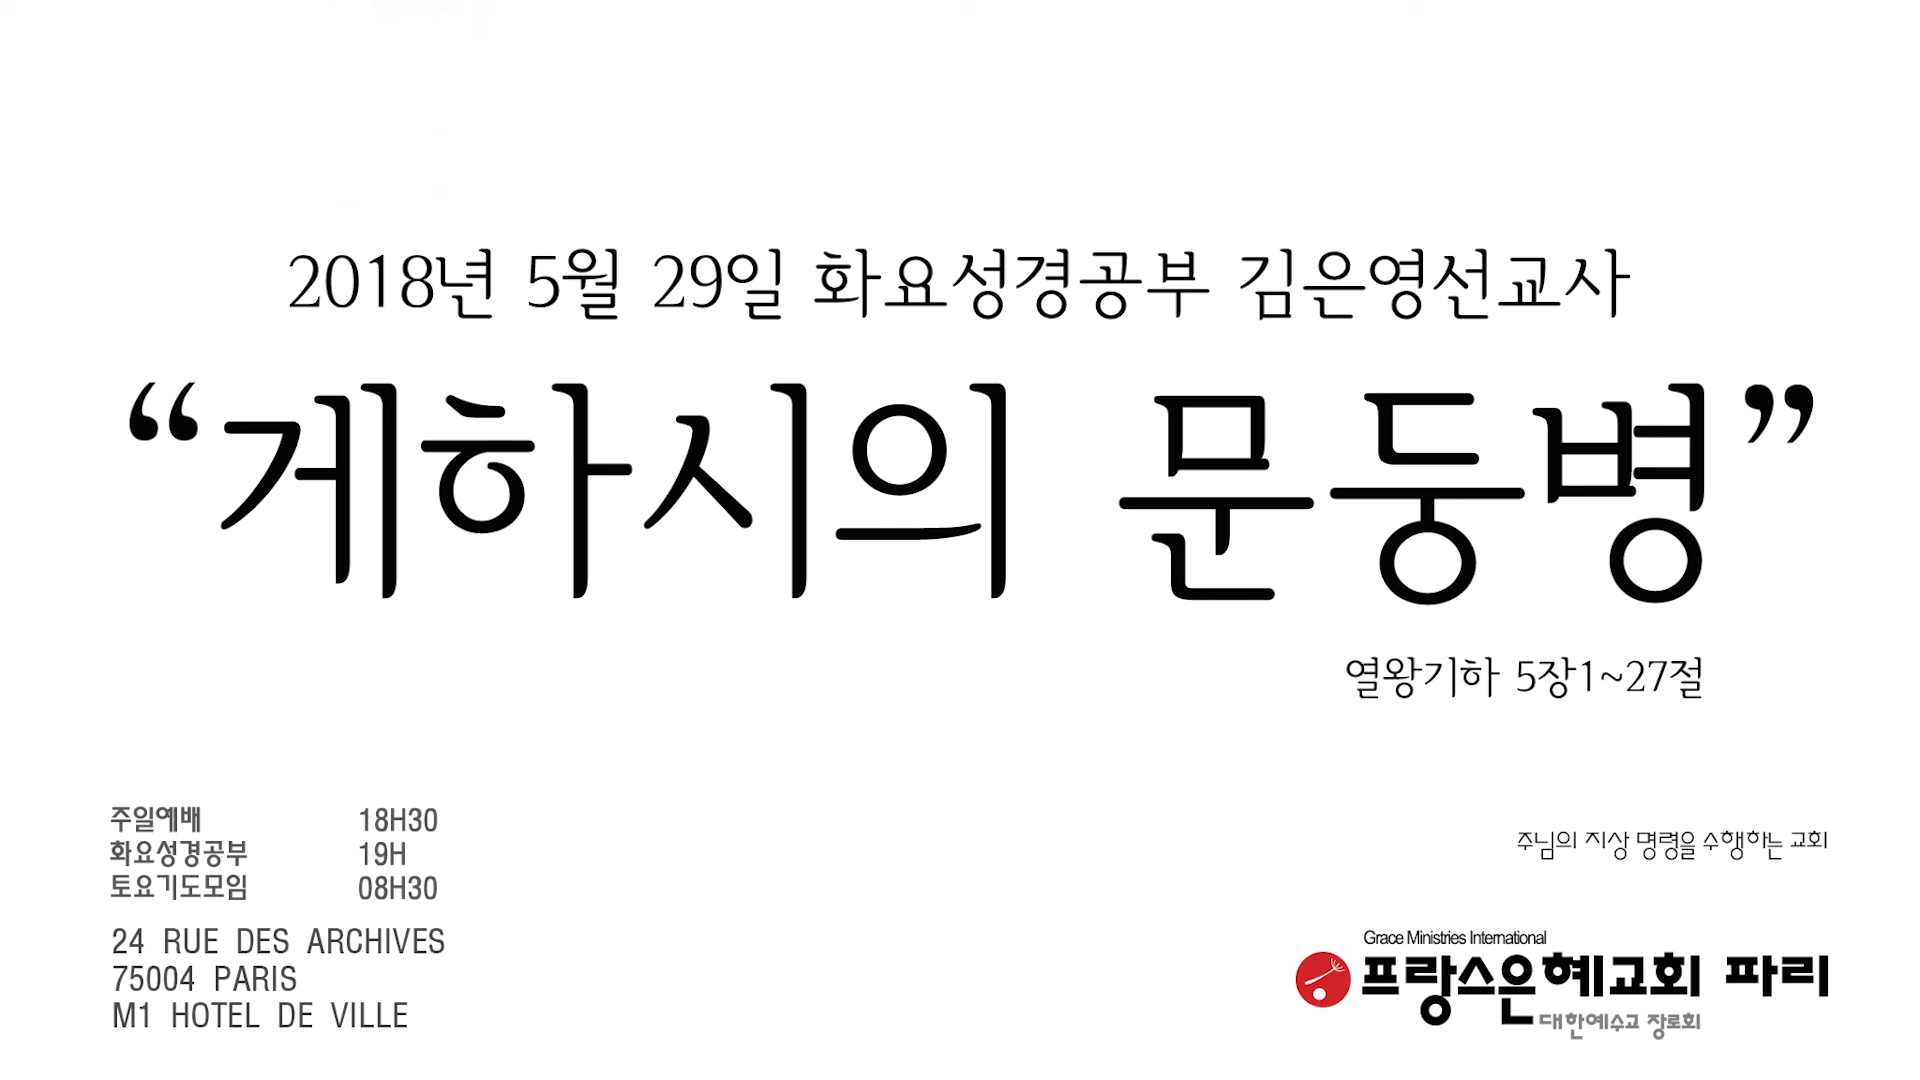 2018년 5월 29일 화요성경공부 김은영선교사
“게하시의 문둥병”
열왕기하 5장1~27절
주일예배 18H30
화요성경공부 19H
토요기도모임 08H30
24 RUE DES ARCHIVES
75004 PARIS
M1 HOTEL DE VILLE
주님의 지상 명령을 수행하는 교회
Grace Ministries International
프랑스은혜교회 파리
대한예수교 장로회